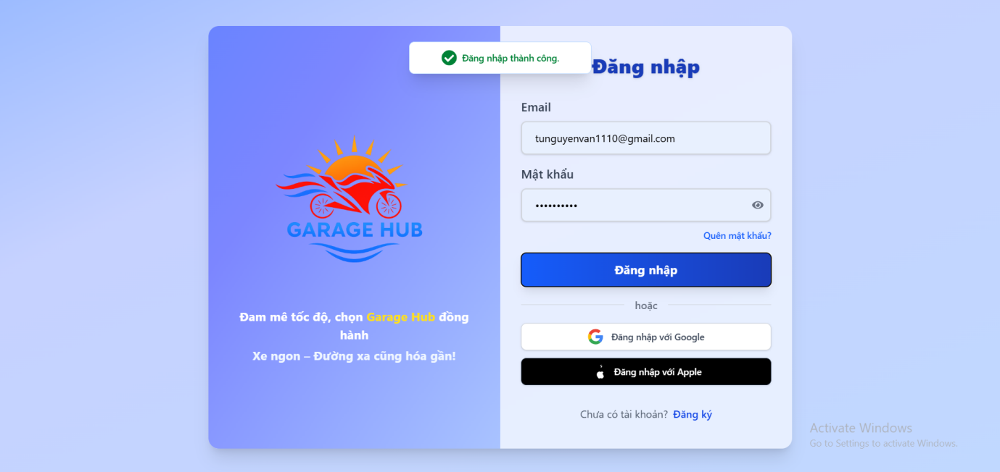 Đăng nhập thành công.
GARAGE HUB
Đam mê tốc độ, chọn Garage Hub đồng
hành
Xe ngon – Đường xa cũng hóa gần!
Đăng nhập
Email
tunguyenvan1110@gmail.com
Mật khẩu
••••••••••
Quên mật khẩu?
Đăng nhập
hoặc
Đăng nhập với Google
Đăng nhập với Apple
Chưa có tài khoản? Đăng ký
Activate Windows
Go to Settings to activate Windows.